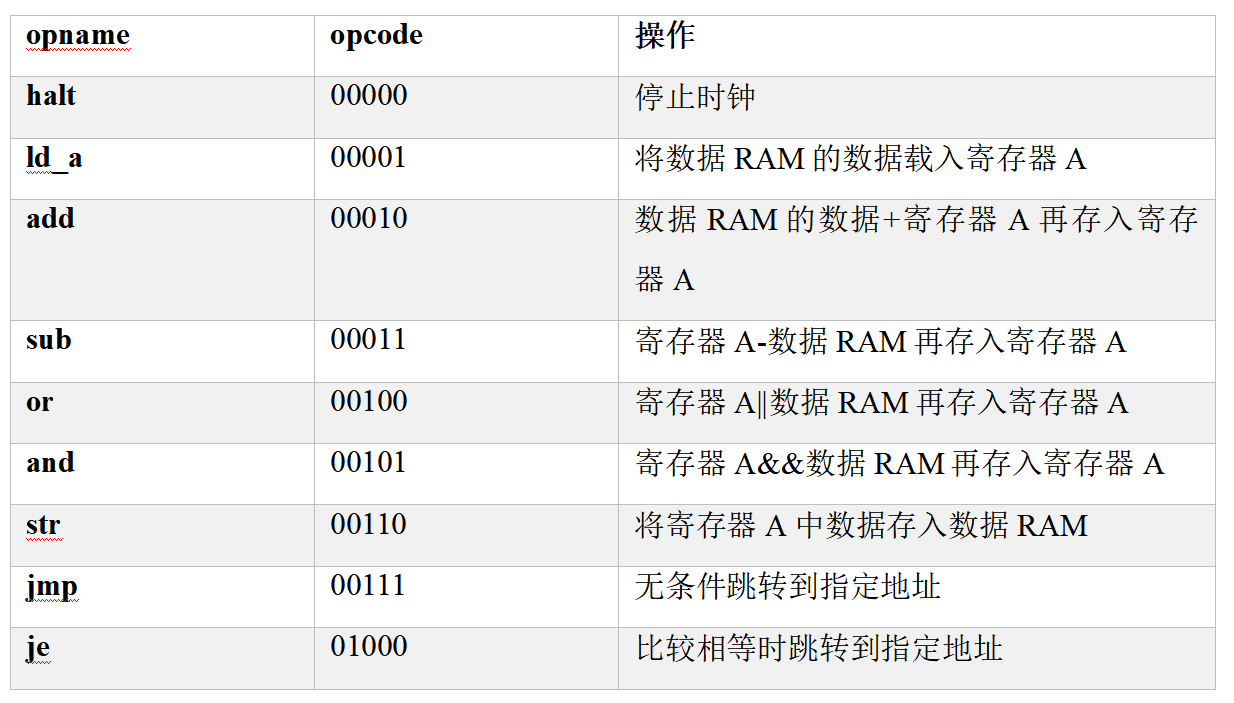 opname opcode 操作
halt 00000 停止时钟
ld_a 00001 将数据 RAM 的数据载入寄存器 A
add 00010 数据 RAM 的数据+寄存器 A 再存入寄存
器 A
sub 00011 寄存器 A-数据 RAM 再存入寄存器 A
or 00100 寄存器 A||数据 RAM 再存入寄存器 A
and 00101 寄存器 A&&数据 RAM 再存入寄存器 A
str 00110 将寄存器 A 中数据存入数据 RAM
jmp 00111 无条件跳转到指定地址
je 01000 比较相等时跳转到指定地址